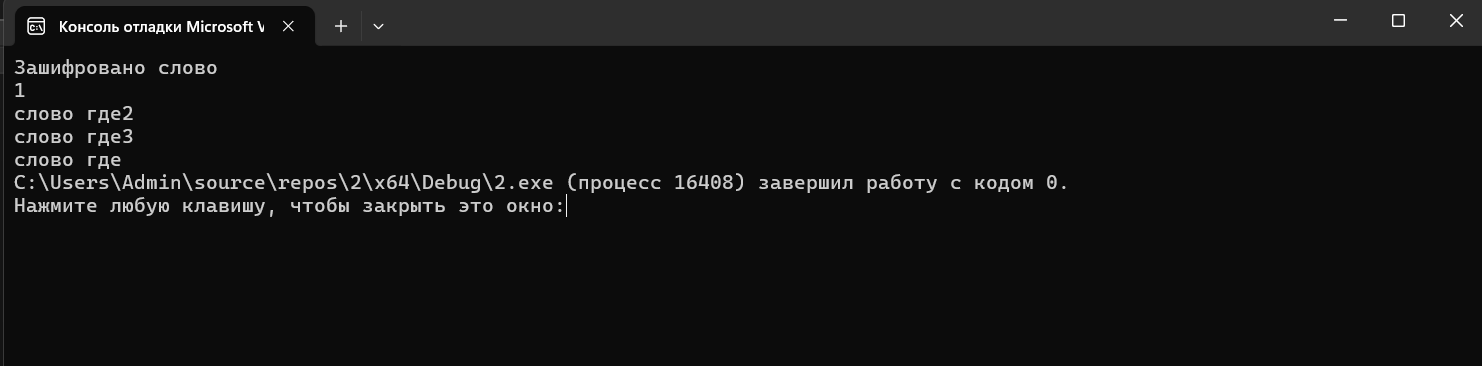 Консоль отладки Microsoft V
Зашифровано слово
1
слово где2
слово где3
слово где
C:\Users\Admin\source\repos\2\x64\Debug\2.exe (процесс 16408) завершил работу с кодом 0.
Нажмите любую клавишу, чтобы закрыть это окно: